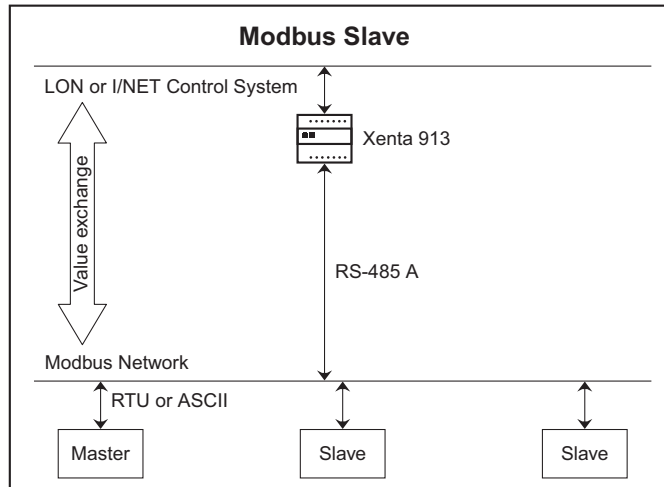 Modbus Slave
LON or I/NET Control System
Xenta 913
Value exchange
RS-485 A
Modbus Network
RTU or ASCII
Master
Slave
Slave